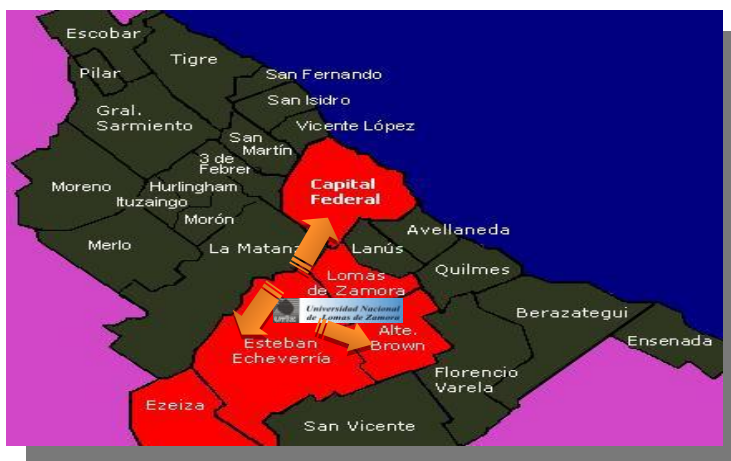 Escobar
Tigre
Pilar
San Fernando
San Isidro
Gral.
Sarmiento
Vicente López
San
Martín
3 de
Febrer
Moreno
Hurlingham
Ituzaingo
Capital
Federal
Morón
Avellaneda
Merlo
La Matanz
Lanús
Quilmes
Lomas
de Zamora
Universidad Nacional
de Lomas de Zamora
Berazategui
Alte.
Brown
Ensenada
Esteban
Echeverría
Florencio
Varela
Ezeiza
San Vicente